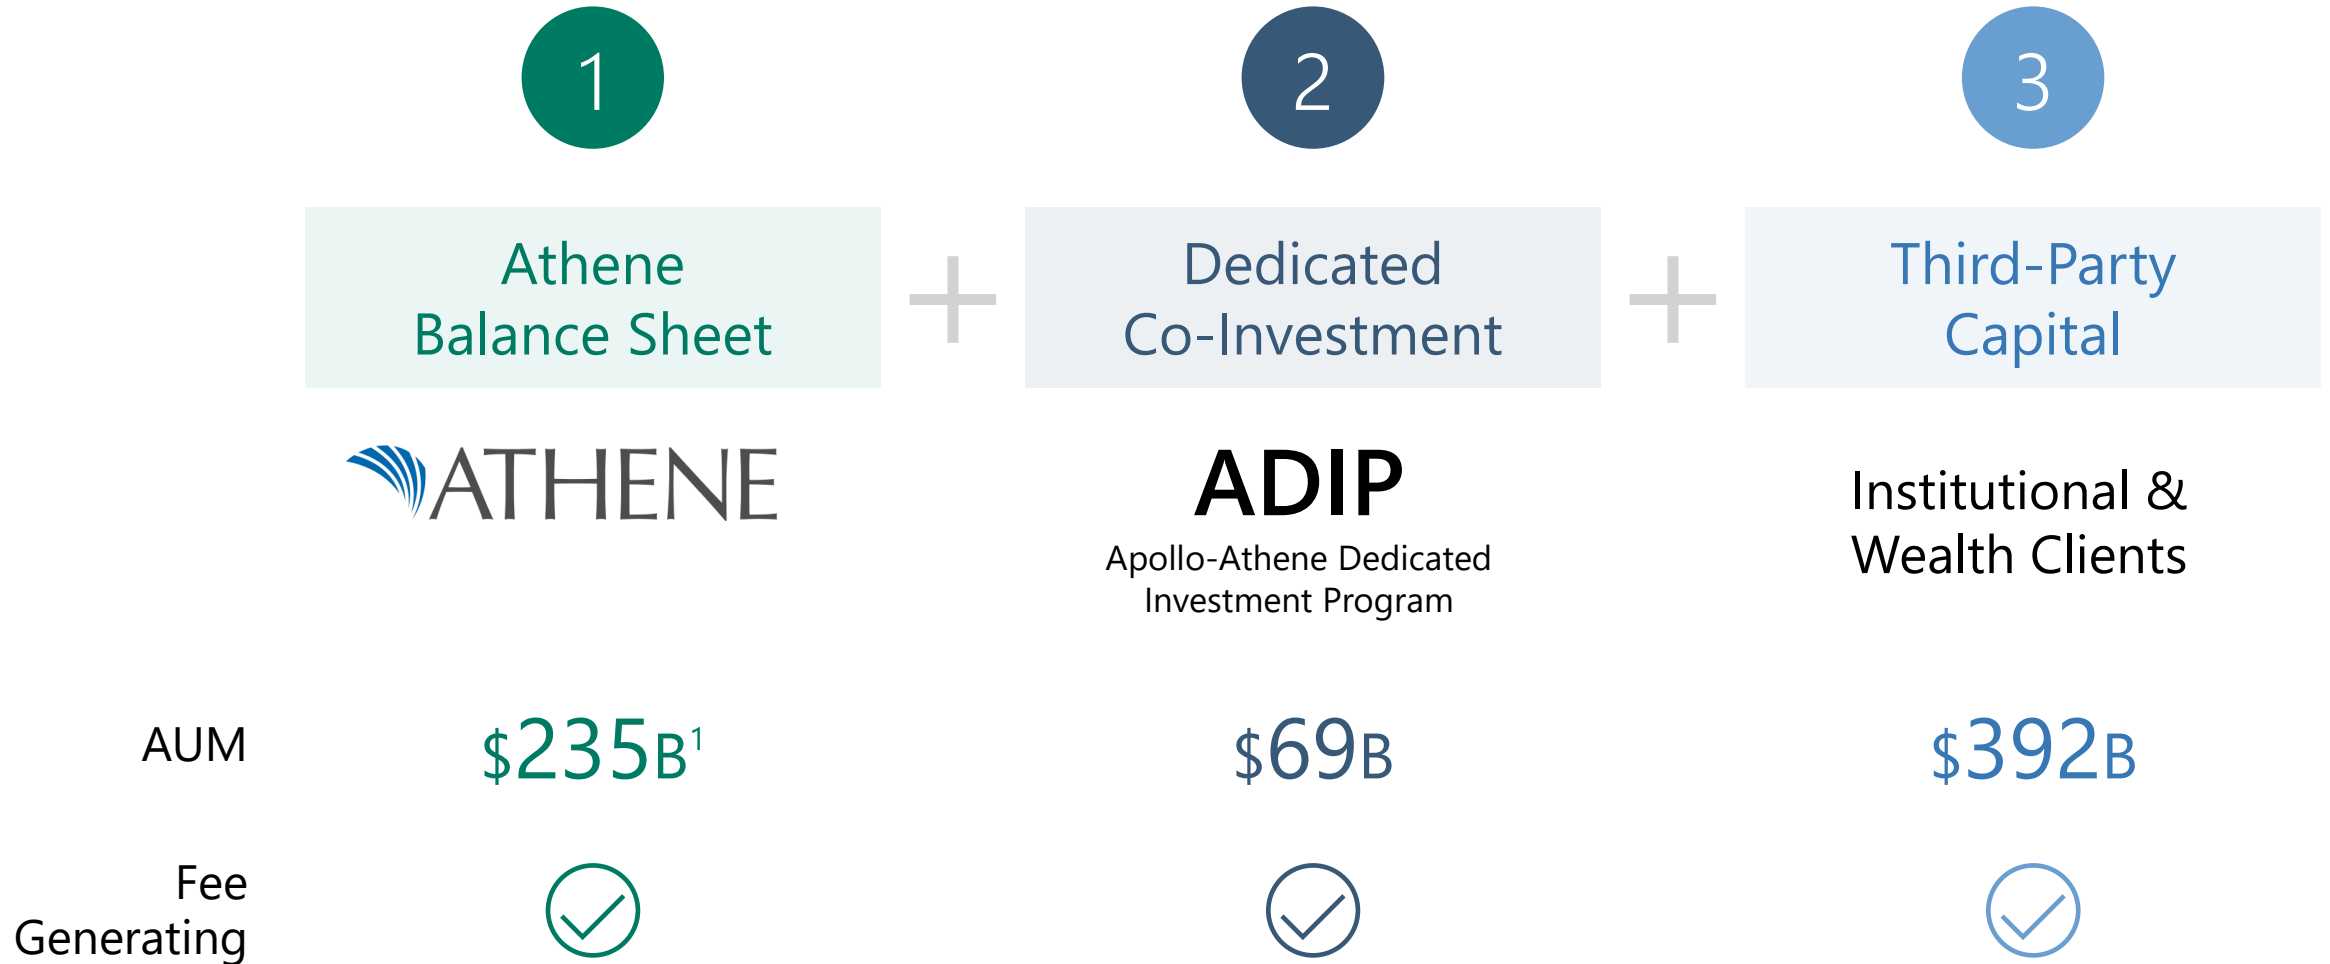 1
2
3
Athene
Balance Sheet
Dedicated
Co-Investment
Third-Party
Capital
ATHENE
ADIP
Apollo-Athene Dedicated
Investment Program
Institutional &
Wealth Clients
AUM
$235B¹
$69B
$392B
Fee
Generating